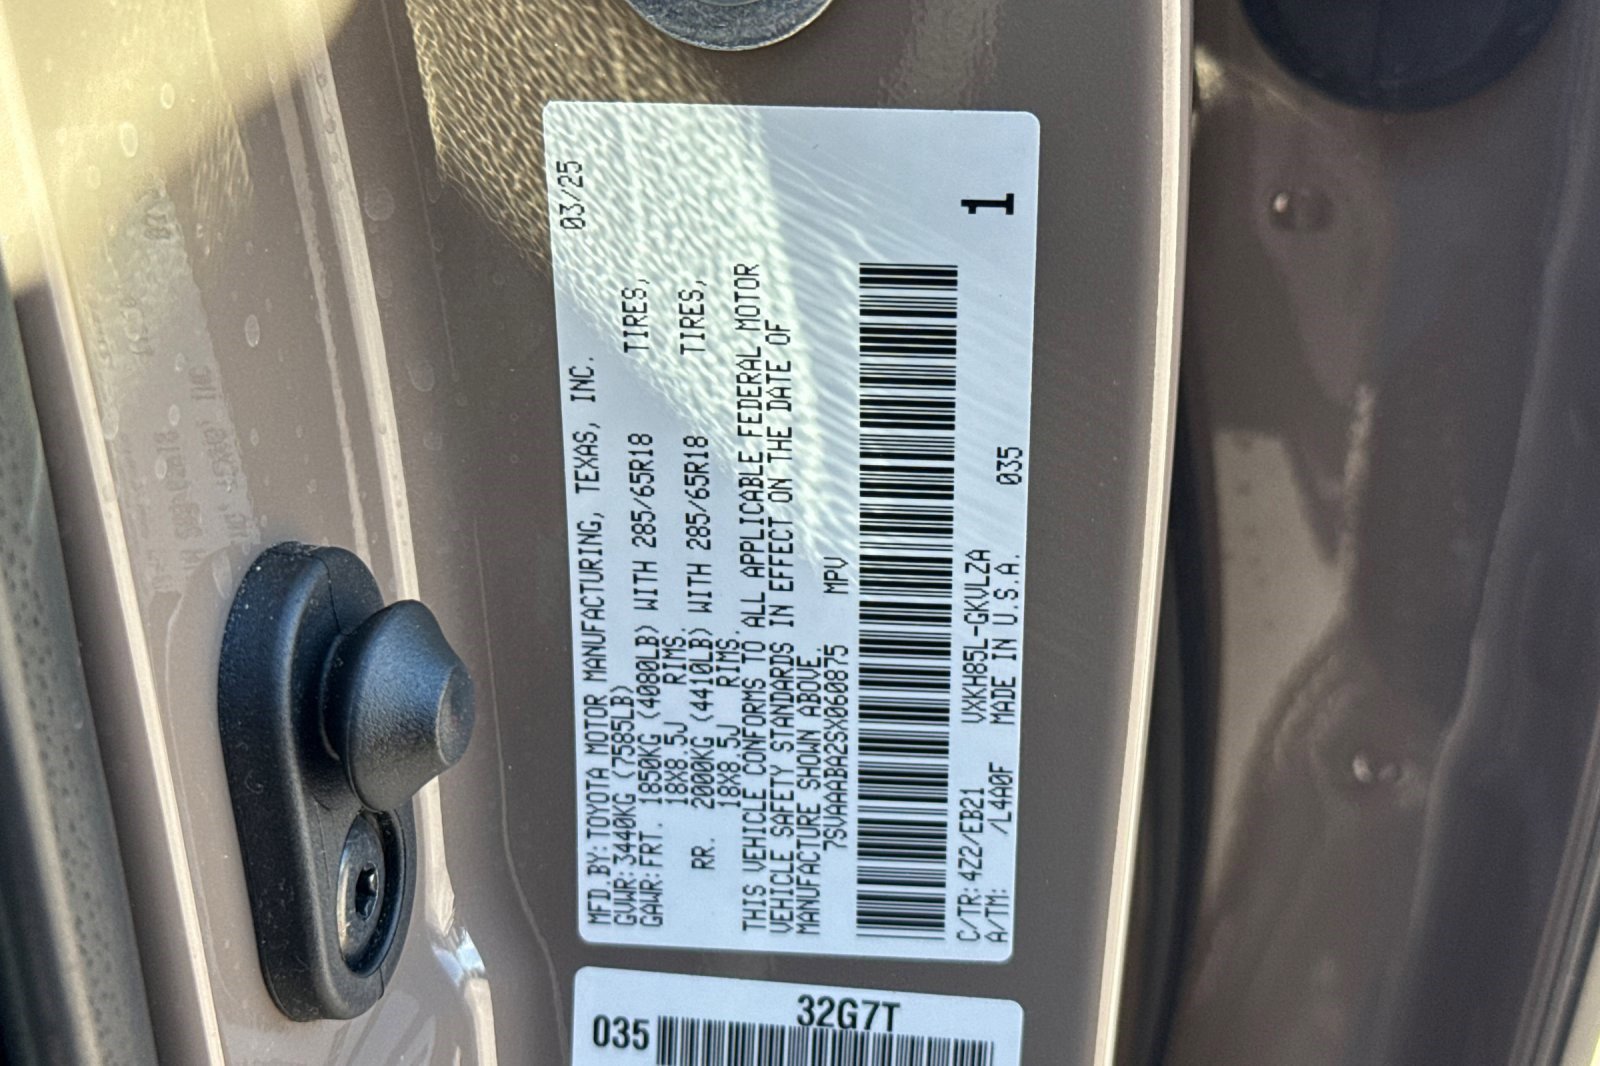 MFD BY: TOYOTA MOTOR MANUFACTURING, TEXAS, INC. 03/25
GVWR: 3440KG (7585LB)
GAWR: FRT. 1850KG (4080LB) WITH 285/65R18 TIRES,
18X8.5J RIMS.
RR. 2000KG (4410LB) WITH 285/65R18 TIRES,
18X8.5J RIMS.
THIS VEHICLE CONFORMS TO ALL APPLICABLE FEDERAL MOTOR
VEHICLE SAFETY STANDARDS IN EFFECT ON THE DATE OF
MANUFACTURE SHOWN ABOVE.
7SVAAABA2SX060875 MPV
1
C/TR: 4Z2/EB21 VXKH85L-GKVLZA
A/TM: /L4A0F MADE IN U.S.A. 035
32G7T
035